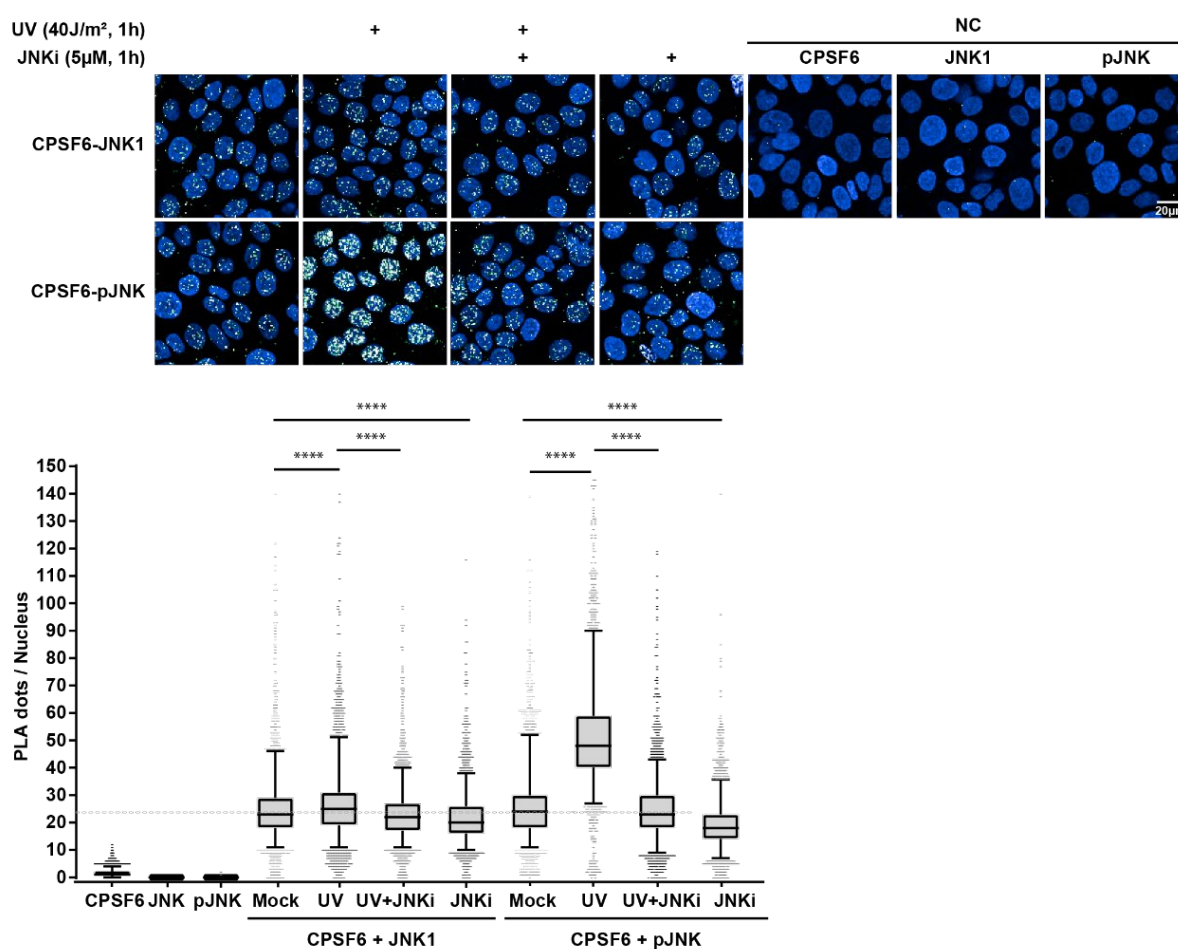 UV (40J/m², 1h) + +
NC
JNKi (5µM, 1h) + +
CPSF6 JNK1 pJNK
CPSF6-JNK1
20µm
CPSF6-pJNK
**** ****
**** ****
**** ****
150
140
130
120
110
100
90
80
70
60
50
40
30
20
10
0
PLA dots / Nucleus
CPSF6 JNK pJNK Mock UV UV+JNKi JNKi Mock UV UV+JNKi JNKi
CPSF6 + JNK1 CPSF6 + pJNK